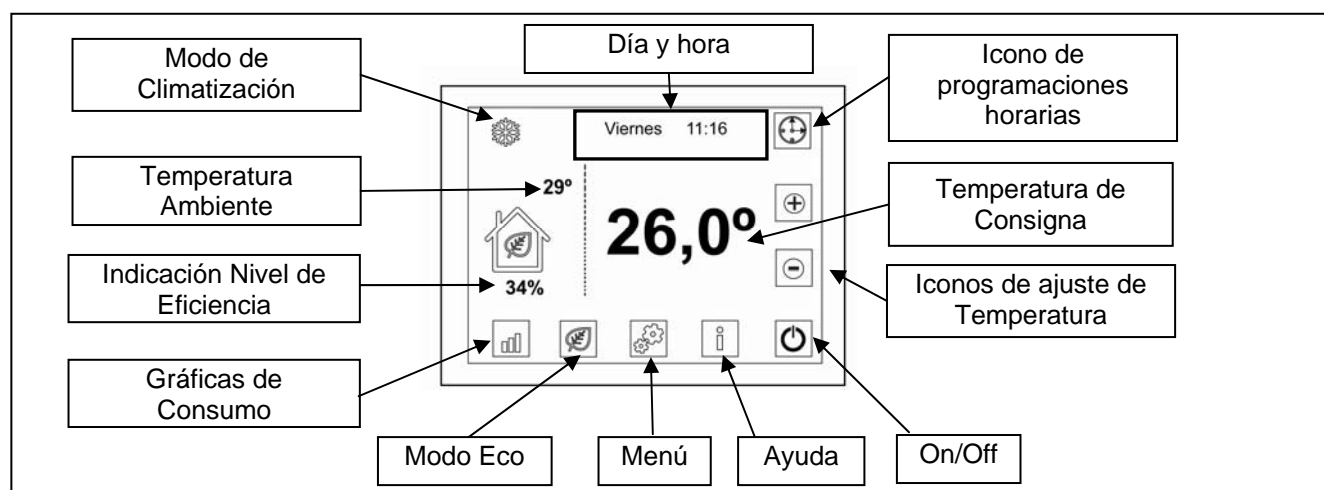 Modo de
Climatización
Día y hora
Icono de
programaciones
horarias
Viernes 11:16
Temperatura
Ambiente
29º
26,0º
Temperatura de
Consigna
Indicación Nivel de
Eficiencia
34%
Iconos de ajuste de
Temperatura
Gráficas de
Consumo
Modo Eco
Menú
Ayuda
On/Off